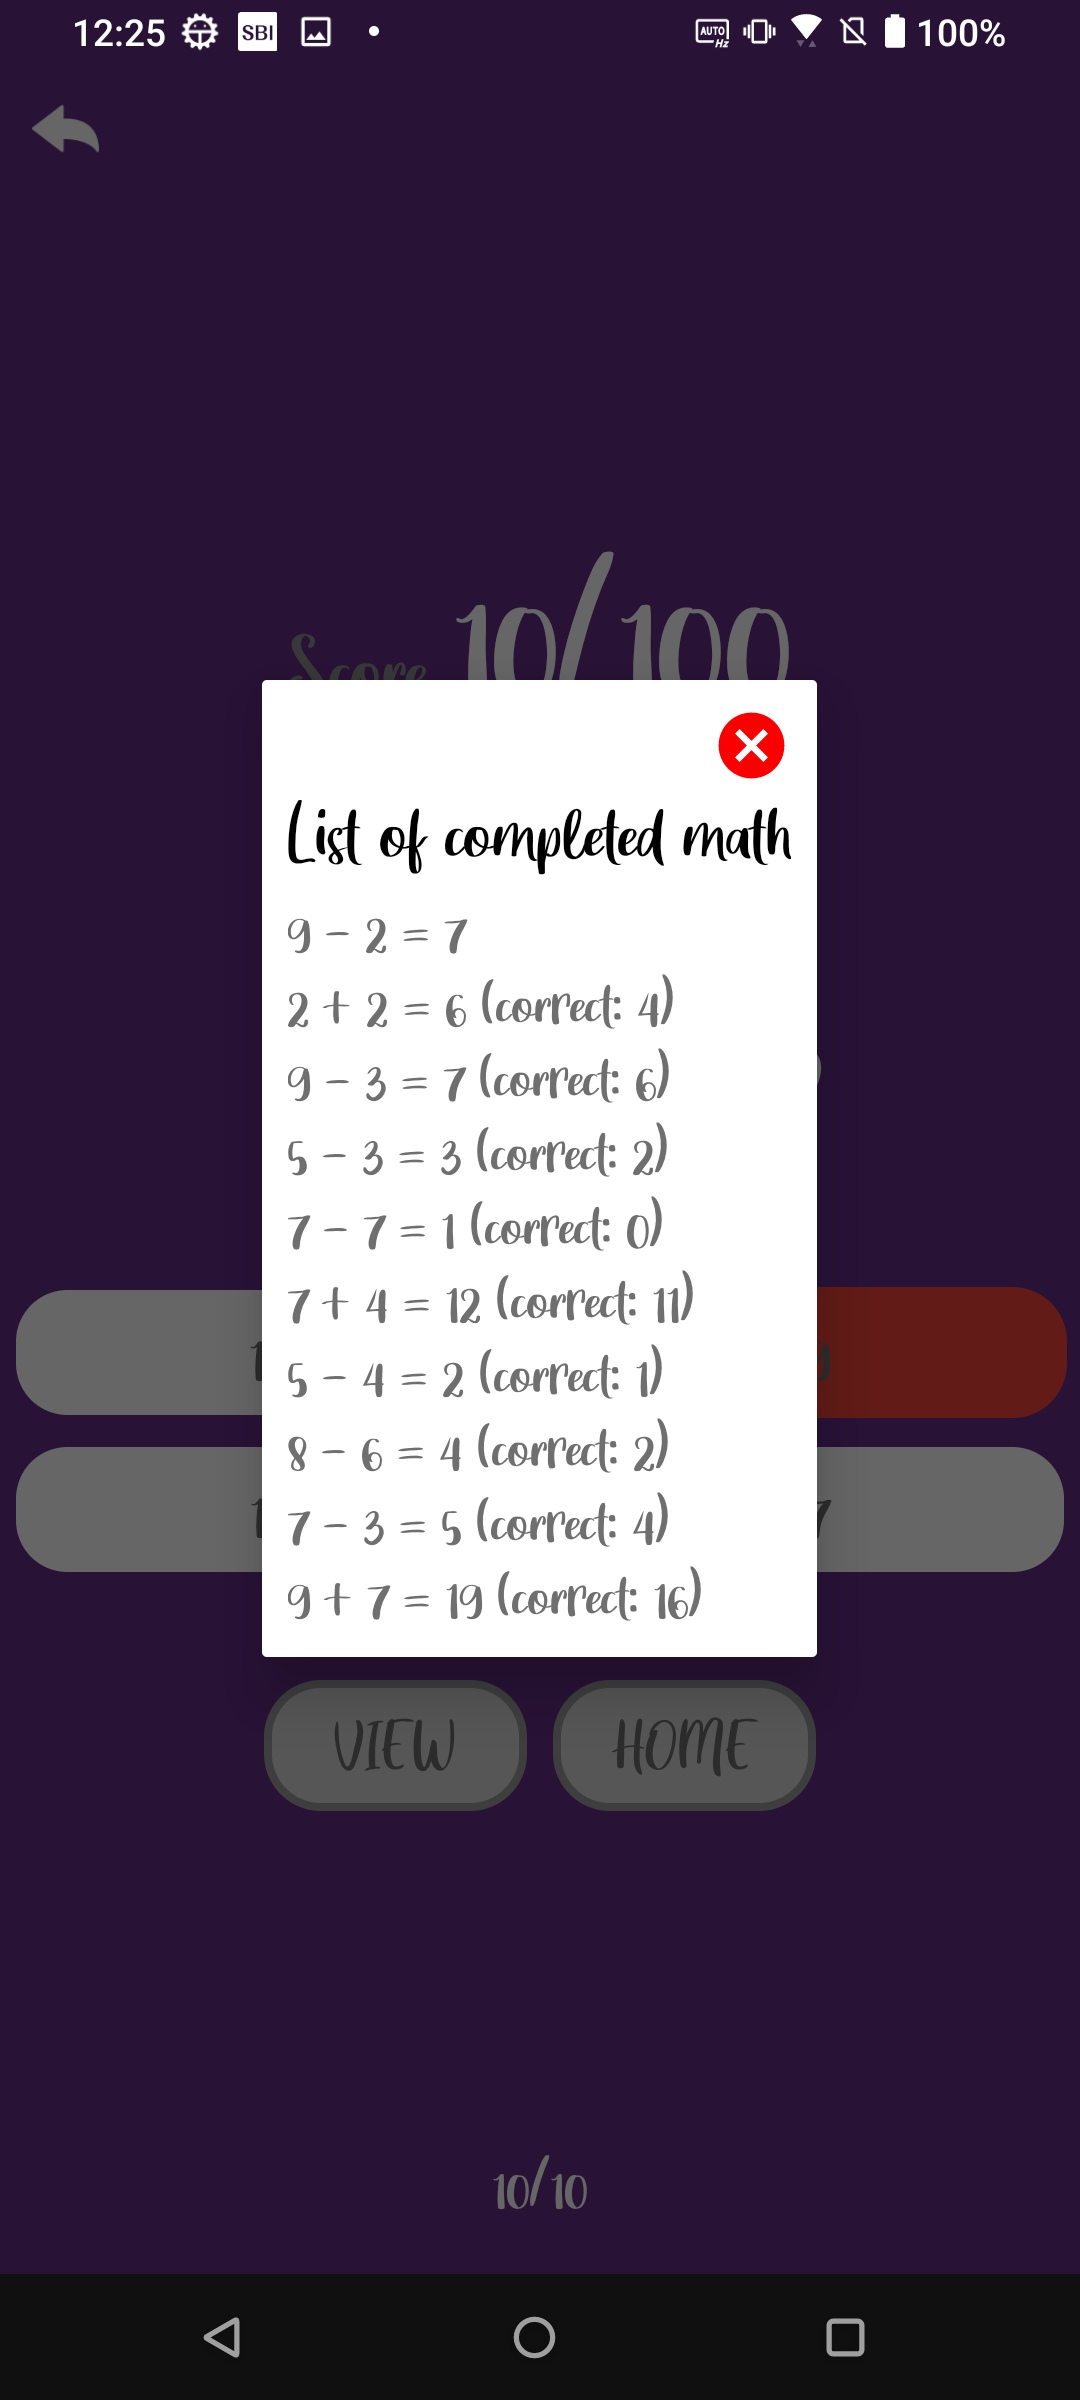 12:25 SBI AUTO Hz 100%
Score 10/100
List of completed math
9 - 2 = 7
2 + 2 = 6 (correct: 4)
9 - 3 = 7 (correct: 6)
5 - 3 = 3 (correct: 2)
7 - 7 = 1 (correct: 0)
7 + 4 = 12 (correct: 11)
5 - 4 = 2 (correct: 1)
8 - 6 = 4 (correct: 2)
7 - 3 = 5 (correct: 4)
9 + 7 = 19 (correct: 16)
VIEW HOME
10/10